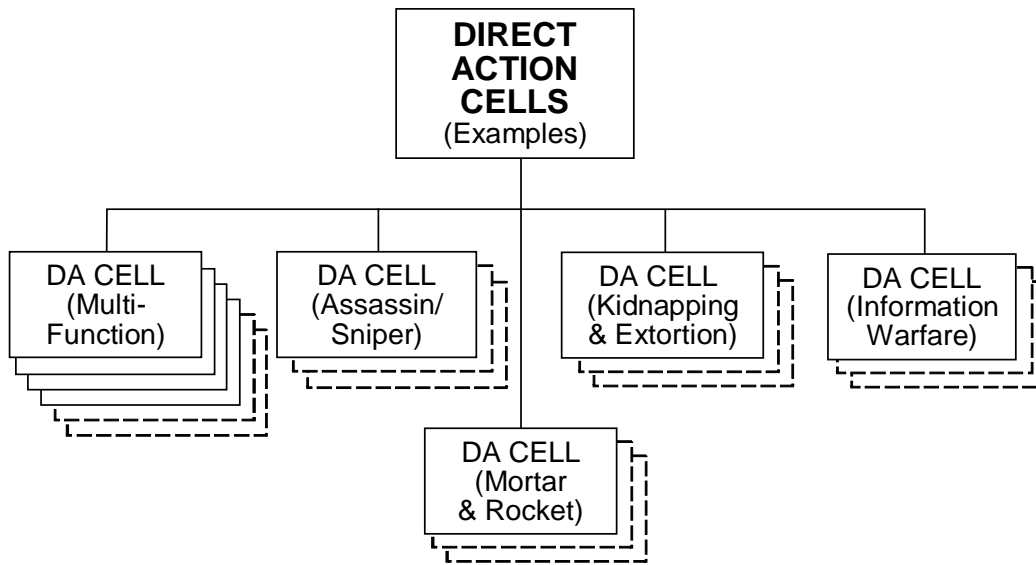 DIRECT
ACTION
CELLS
(Examples)
DA CELL
(Multi-
Function)
DA CELL
(Assassin/
Sniper)
DA CELL
(Kidnapping
& Extortion)
DA CELL
(Information
Warfare)
DA CELL
(Mortar
& Rocket)